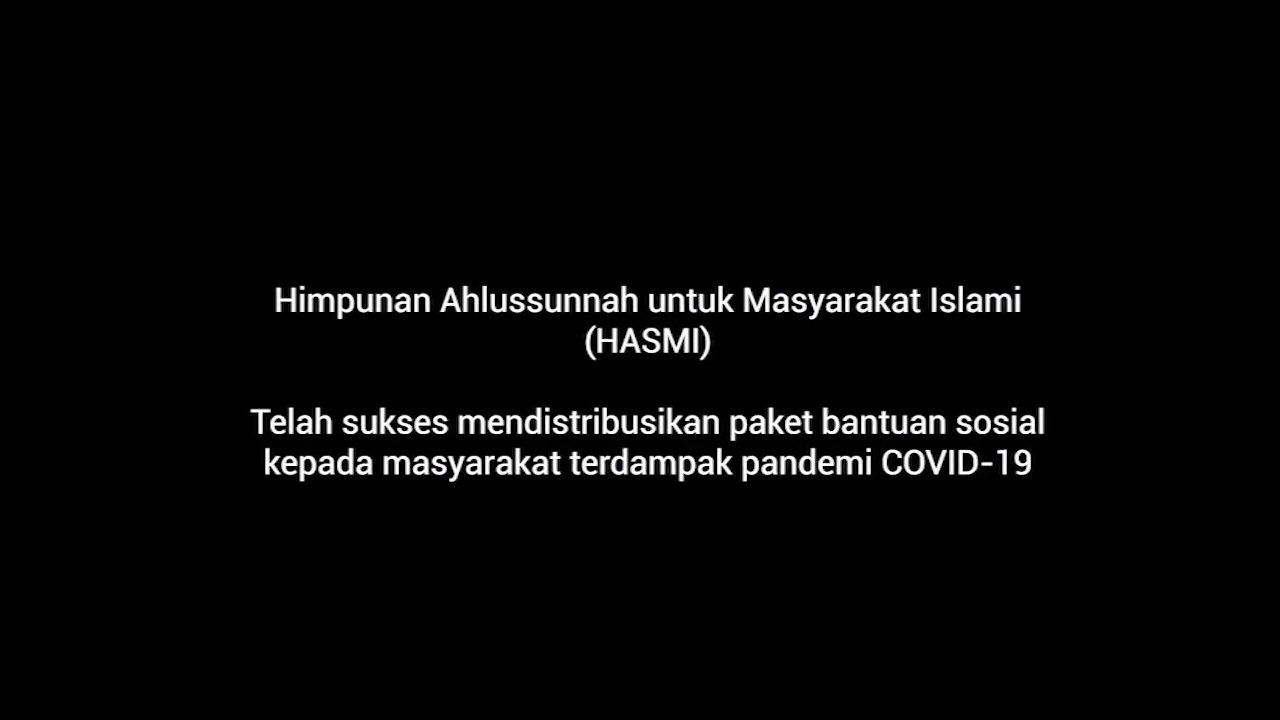 Himpunan Ahlussunnah untuk Masyarakat Islami
(HASMI)
Telah sukses mendistribusikan paket bantuan sosial
kepada masyarakat terdampak pandemi COVID-19